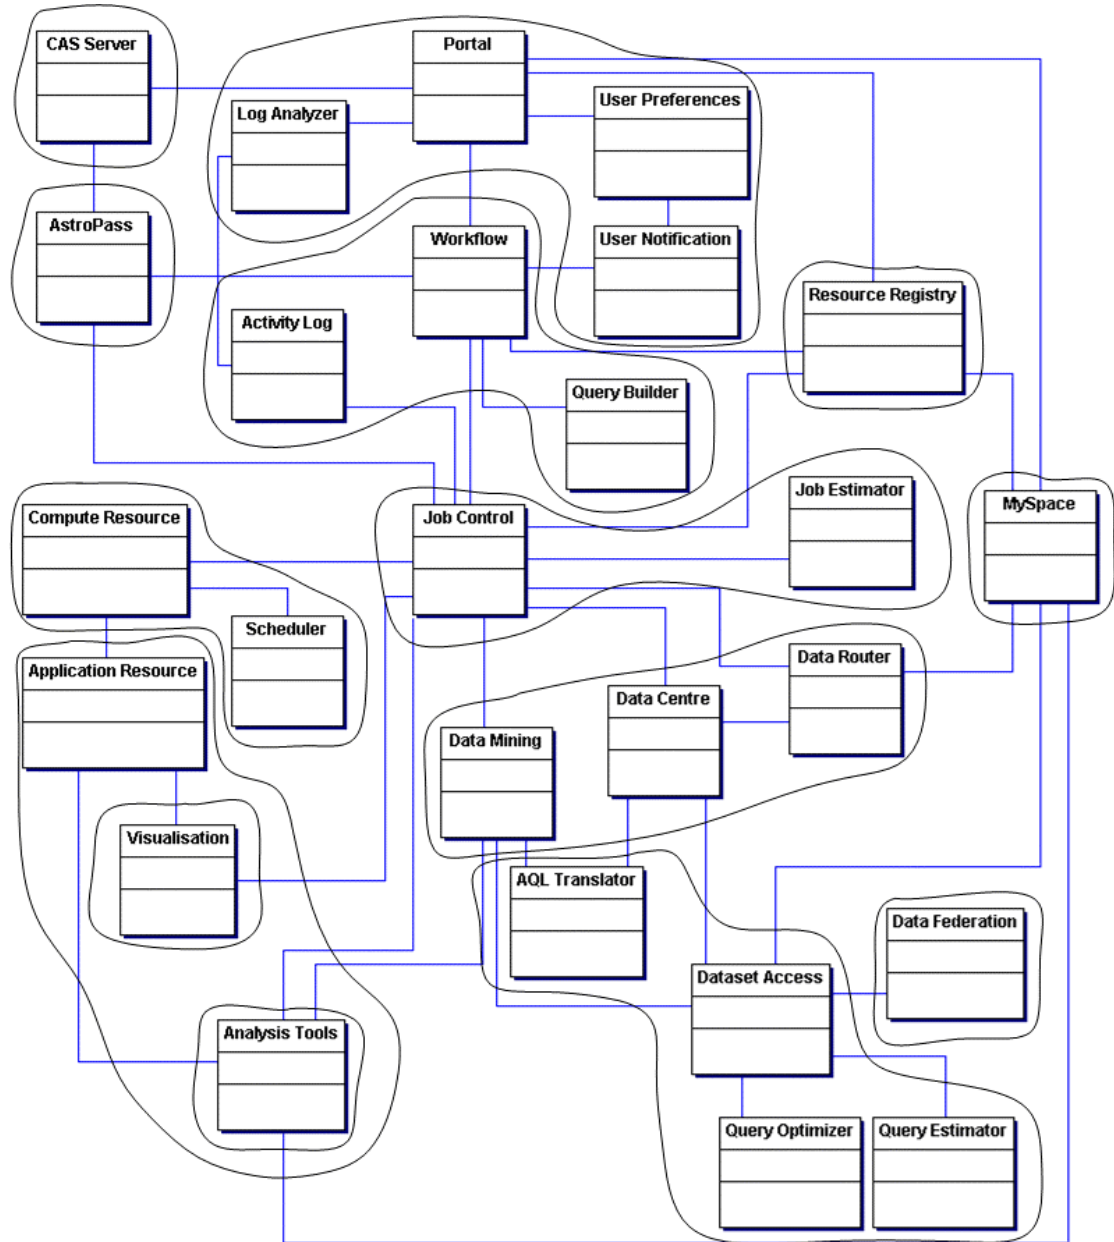 CAS Server
Portal
User Preferences
Log Analyzer
AstroPass
Workflow
User Notification
Resource Registry
Activity Log
Query Builder
Job Estimator
MySpace
Compute Resource
Job Control
Scheduler
Data Router
Application Resource
Data Centre
Data Mining
Visualisation
AQL Translator
Data Federation
Dataset Access
Analysis Tools
Query Optimizer
Query Estimator